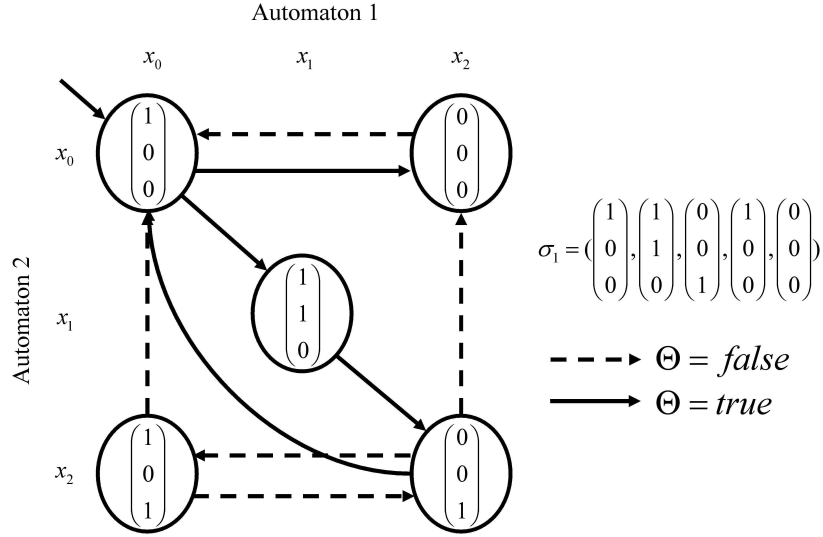 Automaton 1
x₀ x₁ x₂
x₀
(1 0 0)
(0 0 0)
σ₁ = ((1 0 0), (1 1 0), (0 0 1), (1 0 0), (0 0 0))
Automaton 2
x₁
(1 1 0)
Θ = false
Θ = true
x₂
(1 0 1)
(0 0 1)